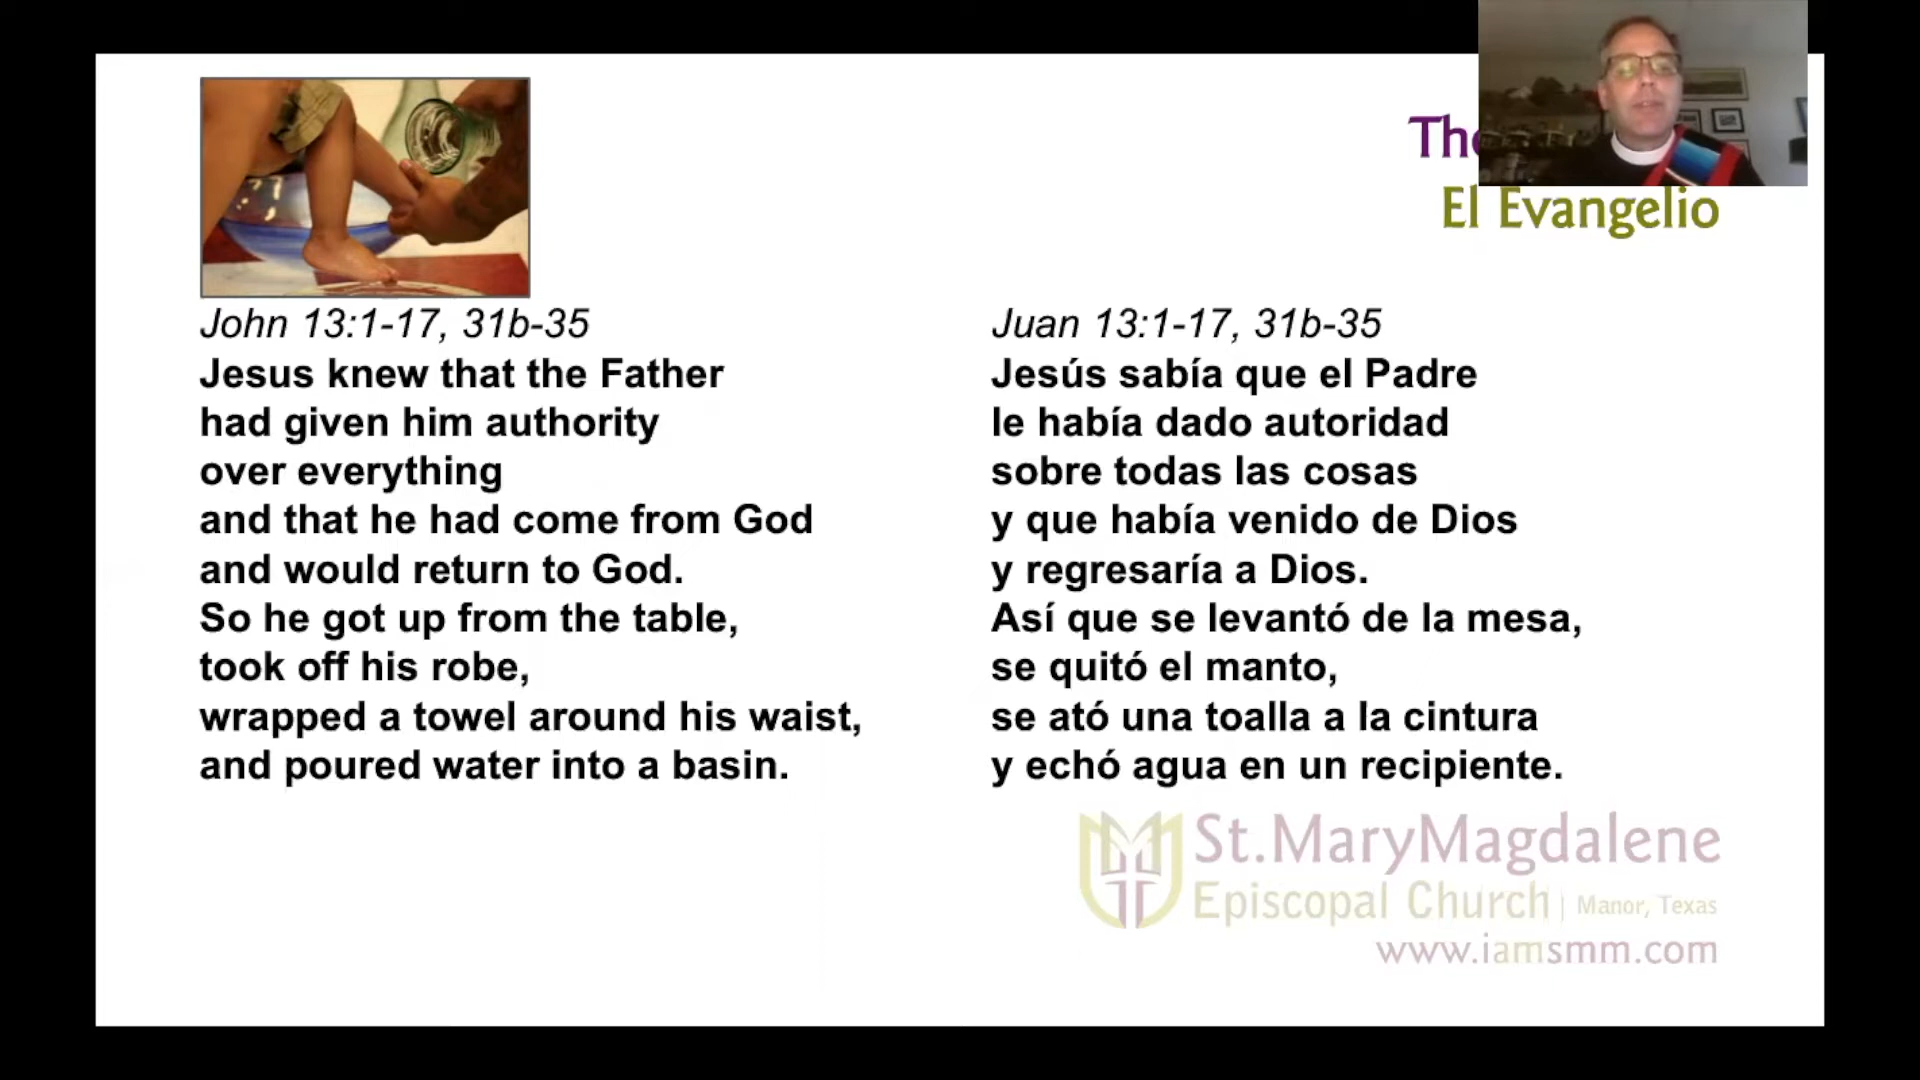 The
El Evangelio
John 13:1-17, 31b-35
Jesus knew that the Father
had given him authority
over everything
and that he had come from God
and would return to God.
So he got up from the table,
took off his robe,
wrapped a towel around his waist,
and poured water into a basin.
Juan 13:1-17, 31b-35
Jesús sabía que el Padre
le había dado autoridad
sobre todas las cosas
y que había venido de Dios
y regresaría a Dios.
Así que se levantó de la mesa,
se quitó el manto,
se ató una toalla a la cintura
y echó agua en un recipiente.
St.MaryMagdalene
Episcopal Church | Manor, Texas
www.iamsmm.com